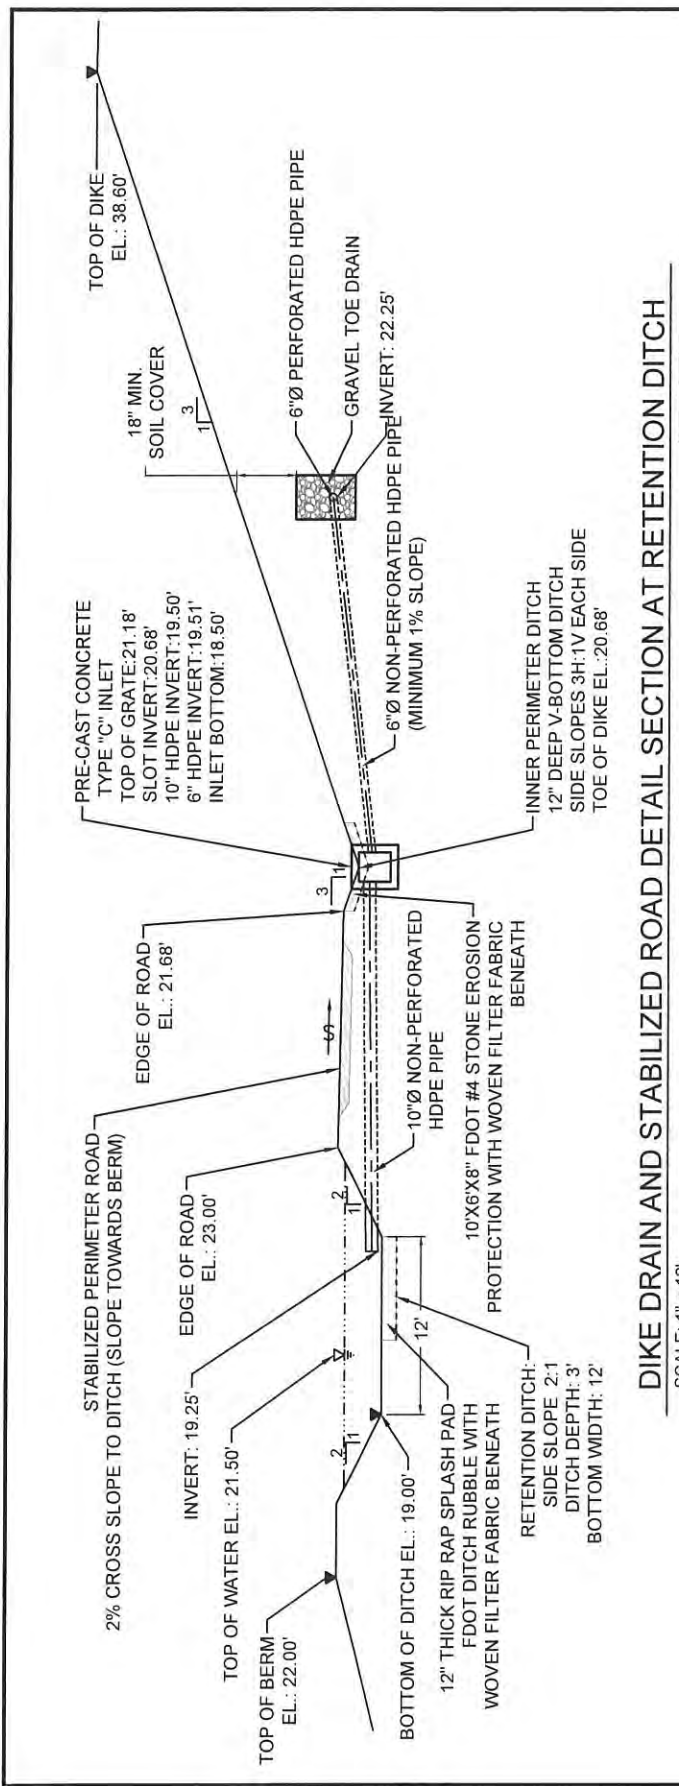 TOP OF DIKE
EL.: 38.60'
18" MIN.
SOIL COVER
3
1
6"Ø PERFORATED HDPE PIPE
GRAVEL TOE DRAIN
INVERT: 22.25'
6"Ø NON-PERFORATED HDPE PIPE
(MINIMUM 1% SLOPE)
PRE-CAST CONCRETE
TYPE "C" INLET
TOP OF GRATE:21.18'
SLOT INVERT:20.68'
10" HDPE INVERT:19.50'
6" HDPE INVERT:19.51'
INLET BOTTOM:18.50'
INNER PERIMETER DITCH
12" DEEP V-BOTTOM DITCH
SIDE SLOPES 3H:1V EACH SIDE
TOE OF DIKE EL.:20.68'
3
1
EDGE OF ROAD
EL.: 21.68'
S
STABILIZED PERIMETER ROAD
2% CROSS SLOPE TO DITCH (SLOPE TOWARDS BERM)
EDGE OF ROAD
EL.: 23.00'
10"Ø NON-PERFORATED
HDPE PIPE
10'X6'X8" FDOT #4 STONE EROSION
PROTECTION WITH WOVEN FILTER FABRIC
BENEATH
2
1
INVERT: 19.25'
TOP OF WATER EL.: 21.50'
12'
2
1
TOP OF BERM
EL.: 22.00'
BOTTOM OF DITCH EL.: 19.00'
12" THICK RIP RAP SPLASH PAD
FDOT DITCH RUBBLE WITH
WOVEN FILTER FABRIC BENEATH
RETENTION DITCH:
SIDE SLOPE 2:1
DITCH DEPTH: 3'
BOTTOM WIDTH: 12'
DIKE DRAIN AND STABILIZED ROAD DETAIL SECTION AT RETENTION DITCH